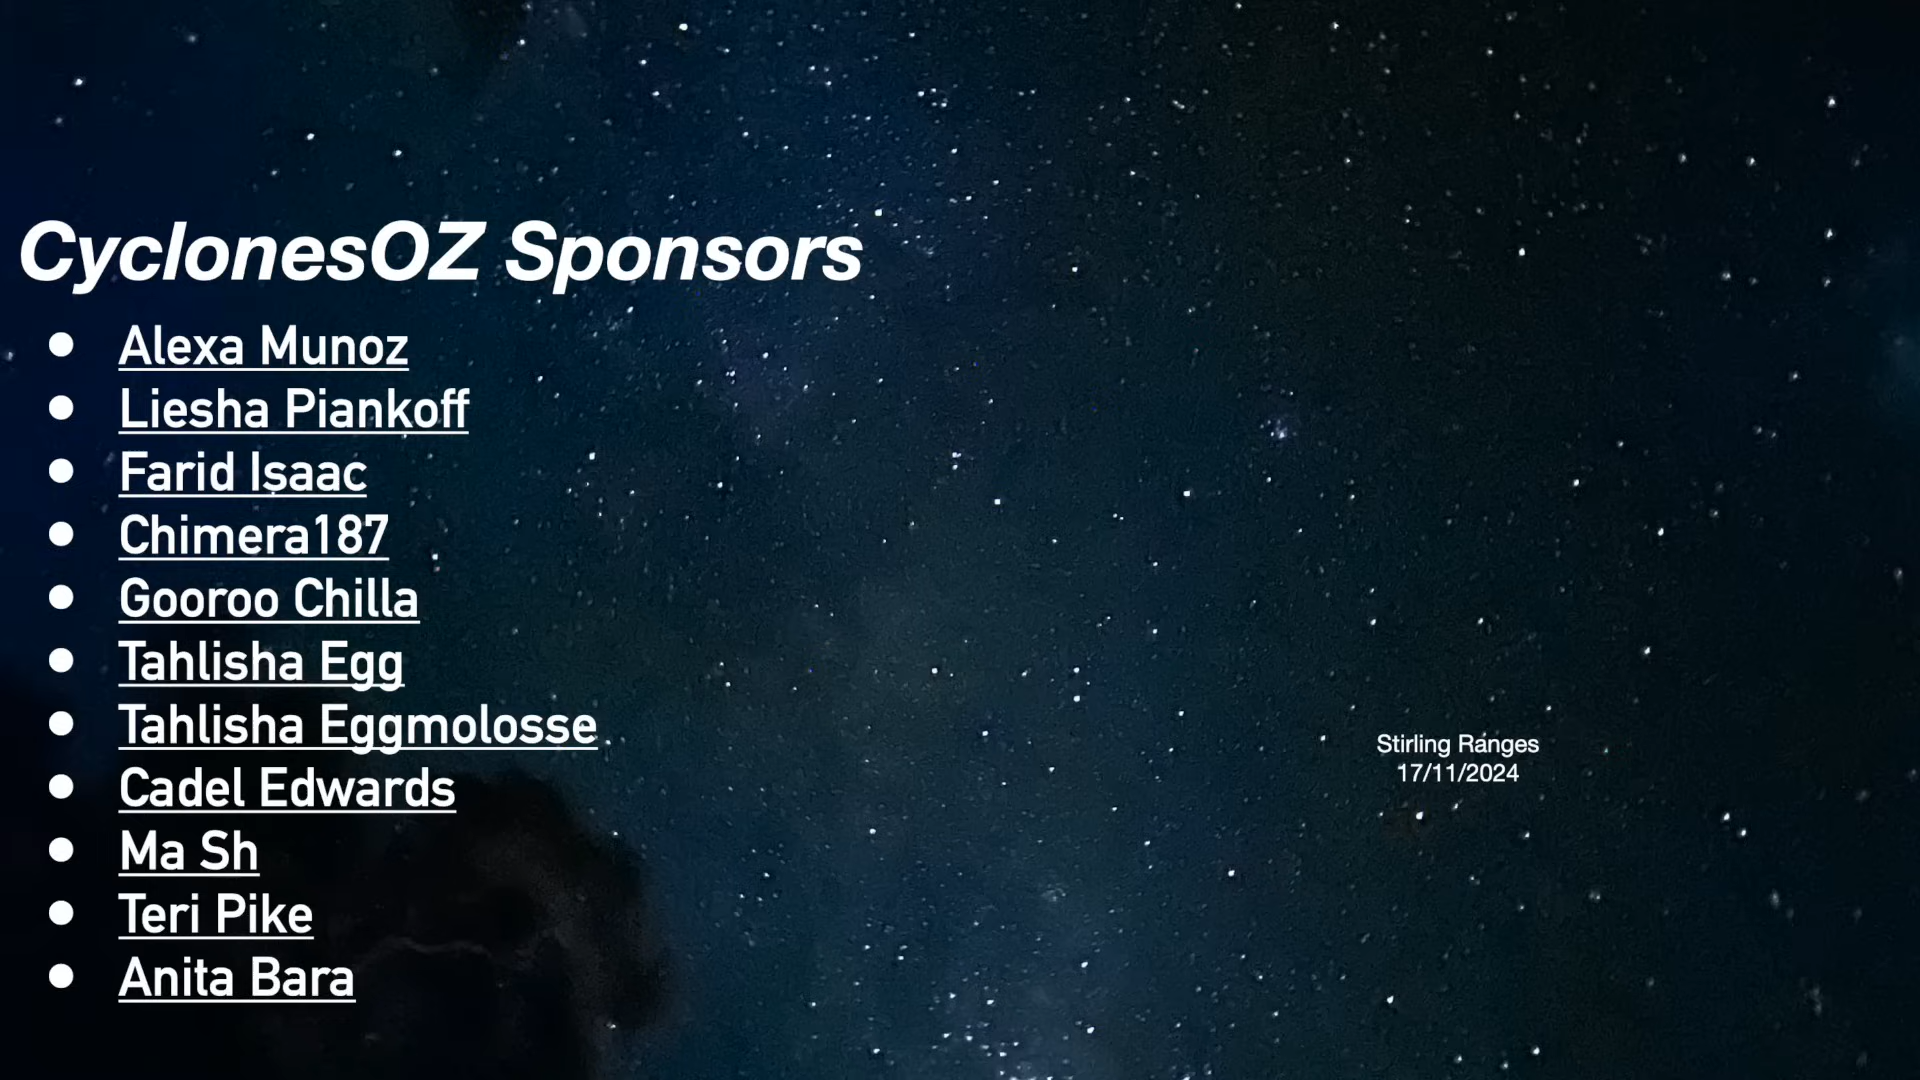 CyclonesOZ Sponsors
• Alexa Munoz
• Liesha Piankoff
• Farid Isaac
• Chimera187
• Gooroo Chilla
• Tahlisha Egg
• Tahlisha Eggmolosse
• Cadel Edwards
• Ma Sh
• Teri Pike
• Anita Bara
Stirling Ranges
17/11/2024